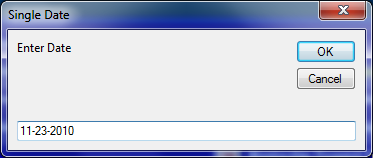 Single Date
Enter Date
OK
Cancel
11-23-2010